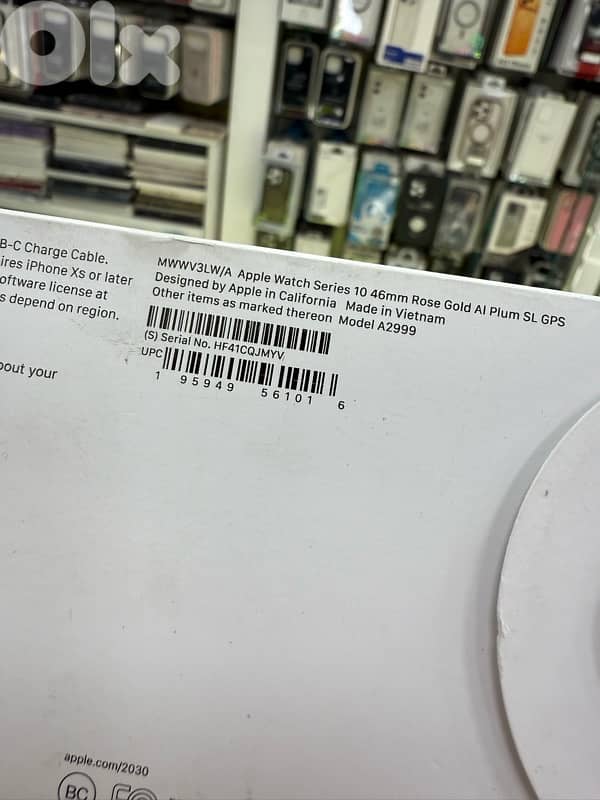 Olx
B-C Charge Cable.
ires iPhone Xs or later
oftware license at
s depend on region.
bout your
MWWV3LW/A Apple Watch Series 10 46mm Rose Gold Al Plum SL GPS
Designed by Apple in California Made in Vietnam
Other items as marked thereon Model A2999
(S) Serial No. HF41CQJMYV
UPC
1 95949 56101 6
apple.com/2030
BC
FC